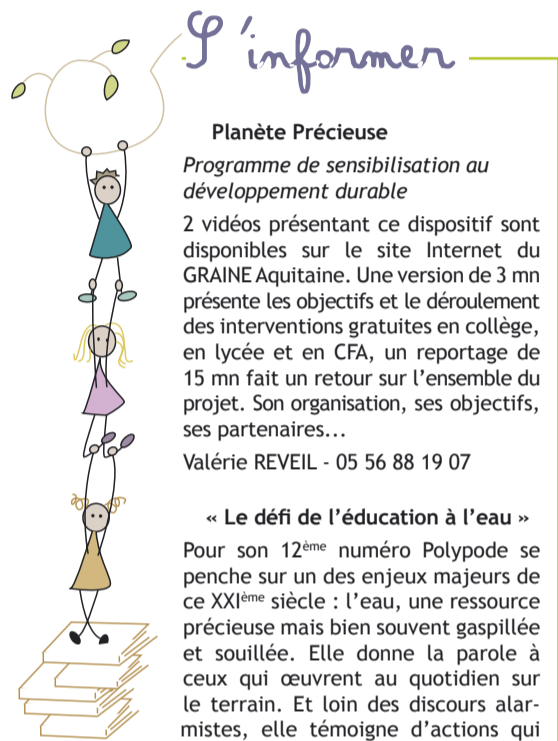 S'informer
Planète Précieuse
Programme de sensibilisation au
développement durable
2 vidéos présentant ce dispositif sont
disponibles sur le site Internet du
GRAINE Aquitaine. Une version de 3 mn
présente les objectifs et le déroulement
des interventions gratuites en collège,
en lycée et en CFA, un reportage de
15 mn fait un retour sur l'ensemble du
projet. Son organisation, ses objectifs,
ses partenaires...
Valérie REVEIL - 05 56 88 19 07
« Le défi de l'éducation à l'eau »
Pour son 12ème numéro Polypode se
penche sur un des enjeux majeurs de
ce XXIème siècle : l'eau, une ressource
précieuse mais bien souvent gaspillée
et souillée. Elle donne la parole à
ceux qui œuvrent au quotidien sur
le terrain. Et loin des discours alar-
mistes, elle témoigne d'actions qui